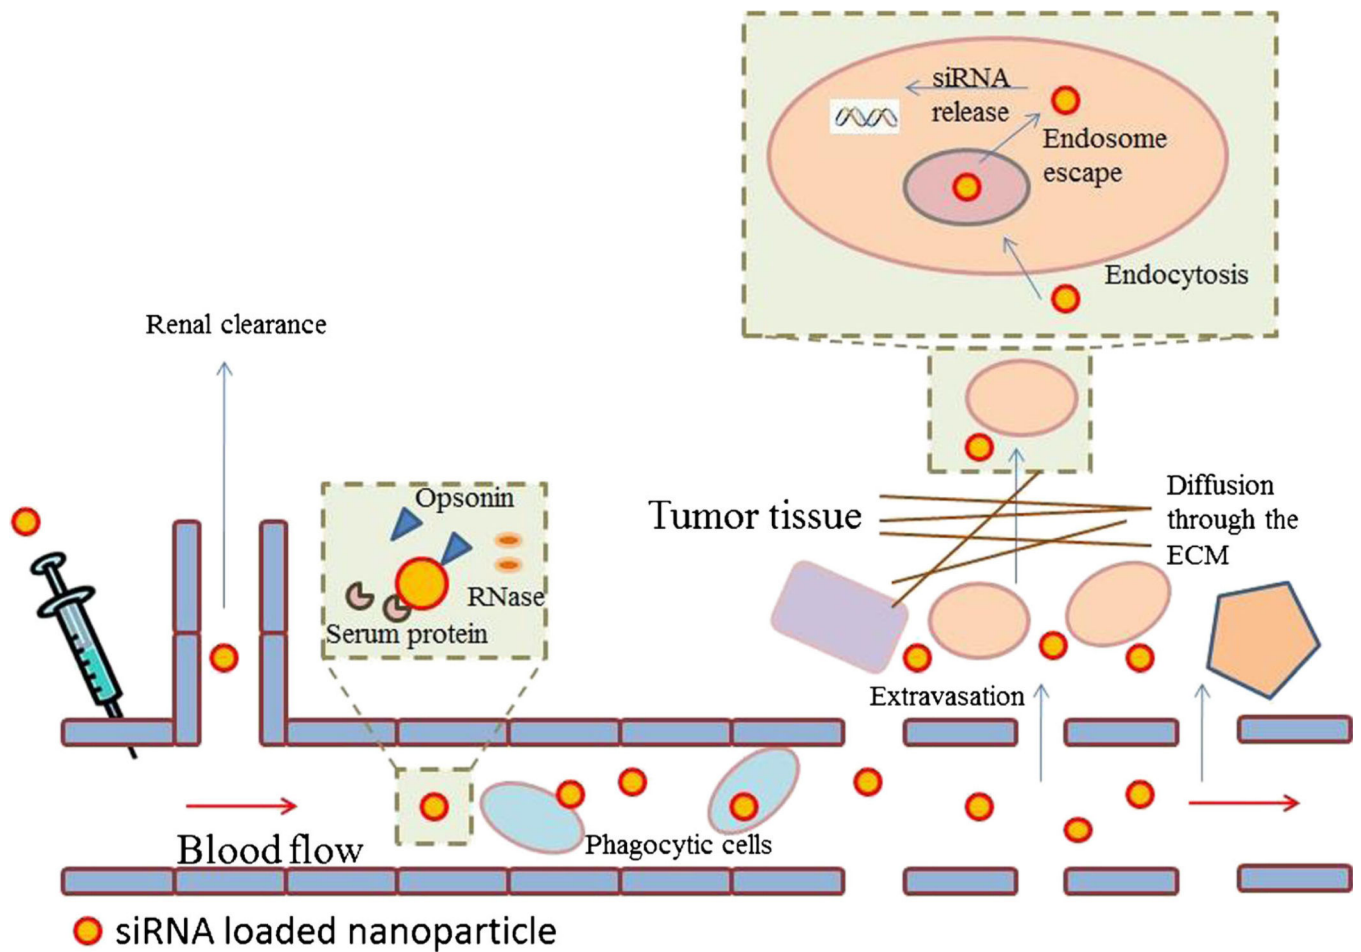 siRNA
release
Endosome
escape
Endocytosis
Renal clearance
Opsonin
RNase
Serum protein
Tumor tissue
Diffusion
through the
ECM
Extravasation
Blood flow
Phagocytic cells
siRNA loaded nanoparticle